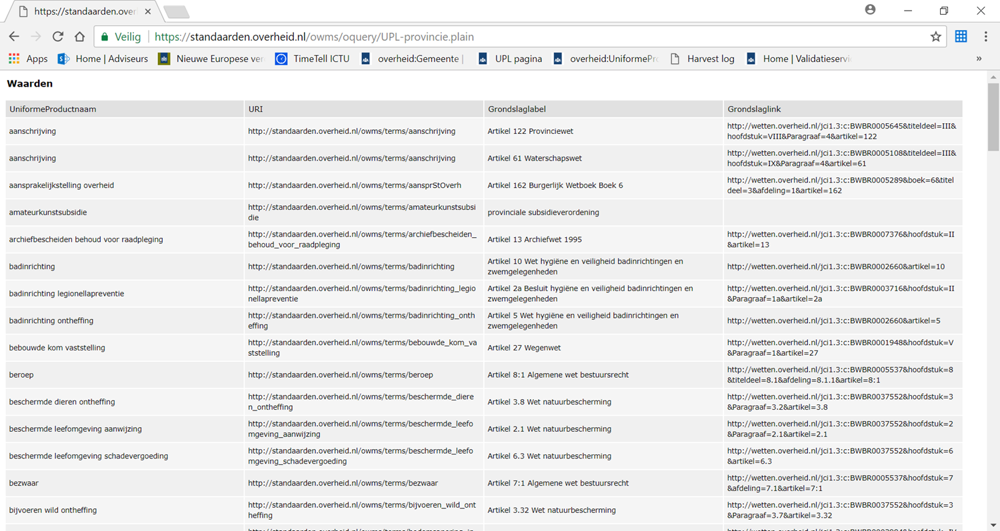 https://standaarden.over
Veilig https://standaarden.overheid.nl/owms/oquery/UPL-provincie.plain
Apps Home | Adviseurs Nieuwe Europese ver TimeTell ICTU overheid:Gemeente | UPL pagina overheid:UniformePro Harvest log Home | Validatieservi »
Waarden
UniformeProductnaam URI Grondslaglabel Grondslaglink
aanschrijving http://standaarden.overheid.nl/owms/terms/aanschrijving Artikel 122 Provinciewet http://wetten.overheid.nl/jci1.3:c:BWBR0005645&titeldeel=III&
hoofdstuk=VIII&Paragraaf=4&artikel=122
aanschrijving http://standaarden.overheid.nl/owms/terms/aanschrijving Artikel 61 Waterschapswet http://wetten.overheid.nl/jci1.3:c:BWBR0005108&titeldeel=III&
hoofdstuk=IX&Paragraaf=4&artikel=61
aansprakelijkstelling overheid http://standaarden.overheid.nl/owms/terms/aansprStOverh Artikel 162 Burgerlijk Wetboek Boek 6 http://wetten.overheid.nl/jci1.3:c:BWBR0005289&boek=6&titel
deel=3&afdeling=1&artikel=162
amateurkunstsubsidie http://standaarden.overheid.nl/owms/terms/amateurkunstsubsi
die provinciale subsidieverordening
archiefbescheiden behoud voor raadpleging http://standaarden.overheid.nl/owms/terms/archiefbescheiden_
behoud_voor_raadpleging Artikel 13 Archiefwet 1995 http://wetten.overheid.nl/jci1.3:c:BWBR0007376&hoofdstuk=II
&artikel=13
badinrichting http://standaarden.overheid.nl/owms/terms/badinrichting Artikel 10 Wet hygiëne en veiligheid badinrichtingen en
zwemgelegenheden http://wetten.overheid.nl/jci1.3:c:BWBR0002660&artikel=10
badinrichting legionellapreventie http://standaarden.overheid.nl/owms/terms/badinrichting_legio
nellapreventie Artikel 2a Besluit hygiëne en veiligheid badinrichtingen en
zwemgelegenheden http://wetten.overheid.nl/jci1.3:c:BWBR0003716&hoofdstuk=II
&Paragraaf=1a&artikel=2a
badinrichting ontheffing http://standaarden.overheid.nl/owms/terms/badinrichting_onth
effing Artikel 5 Wet hygiëne en veiligheid badinrichtingen en
zwemgelegenheden http://wetten.overheid.nl/jci1.3:c:BWBR0002660&artikel=5
bebouwde kom vaststelling http://standaarden.overheid.nl/owms/terms/bebouwde_kom_va
ststelling Artikel 27 Wegenwet http://wetten.overheid.nl/jci1.3:c:BWBR0001948&hoofdstuk=V
&Paragraaf=1&artikel=27
beroep http://standaarden.overheid.nl/owms/terms/beroep Artikel 8:1 Algemene wet bestuursrecht http://wetten.overheid.nl/jci1.3:c:BWBR0005537&hoofdstuk=8
&titeldeel=8.1&afdeling=8.1.1&artikel=8:1
beschermde dieren ontheffing http://standaarden.overheid.nl/owms/terms/beschermde_diere
n_ontheffing Artikel 3.8 Wet natuurbescherming http://wetten.overheid.nl/jci1.3:c:BWBR0037552&hoofdstuk=3
&Paragraaf=3.2&artikel=3.8
beschermde leefomgeving aanwijzing http://standaarden.overheid.nl/owms/terms/beschermde_leefo
mgeving_aanwijzing Artikel 2.1 Wet natuurbescherming http://wetten.overheid.nl/jci1.3:c:BWBR0037552&hoofdstuk=2
&Paragraaf=2.1&artikel=2.1
beschermde leefomgeving schadevergoeding http://standaarden.overheid.nl/owms/terms/beschermde_leefo
mgeving_schadevergoeding Artikel 6.3 Wet natuurbescherming http://wetten.overheid.nl/jci1.3:c:BWBR0037552&hoofdstuk=6
&artikel=6.3
bezwaar http://standaarden.overheid.nl/owms/terms/bezwaar Artikel 7:1 Algemene wet bestuursrecht http://wetten.overheid.nl/jci1.3:c:BWBR0005537&hoofdstuk=7
&afdeling=7.1&artikel=7:1
bijvoeren wild ontheffing http://standaarden.overheid.nl/owms/terms/bijvoeren_wild_ont
heffing Artikel 3.32 Wet natuurbescherming http://wetten.overheid.nl/jci1.3:c:BWBR0037552&hoofdstuk=3
&Paragraaf=3.7&artikel=3.32